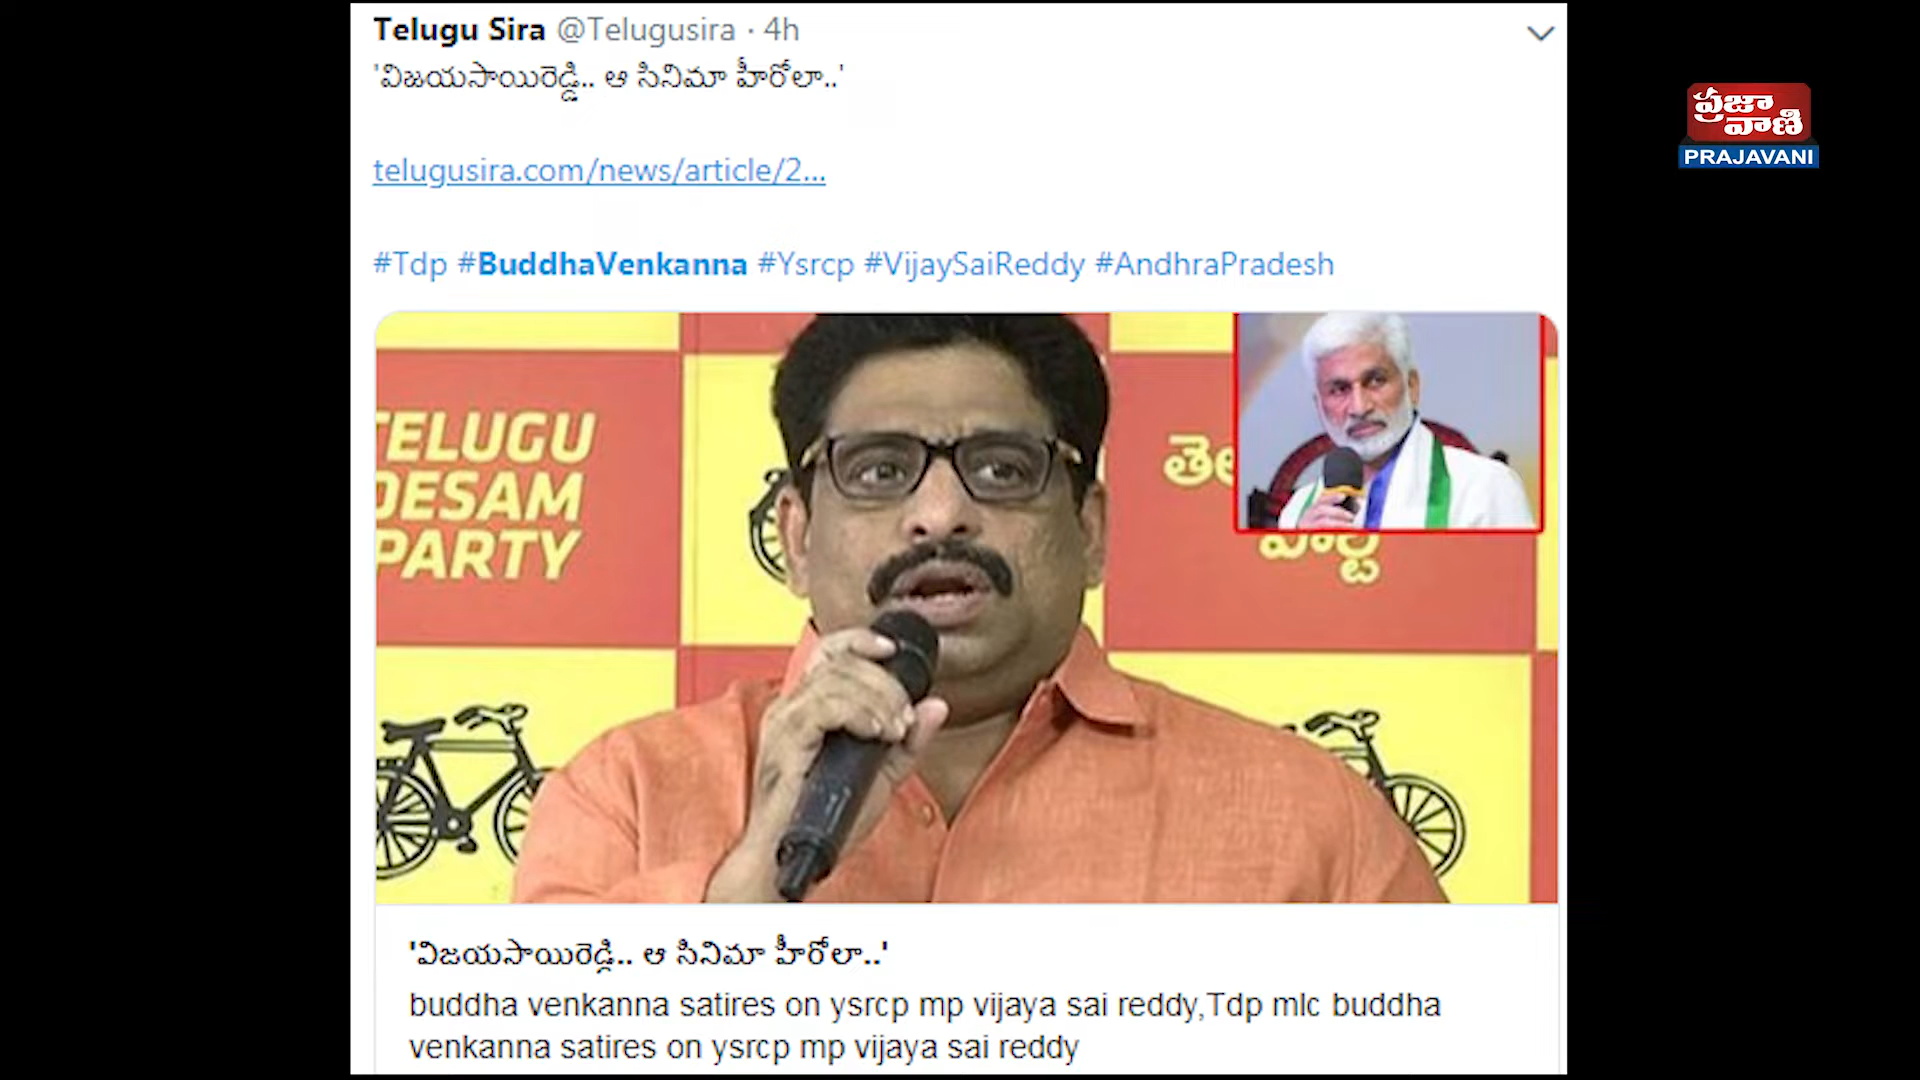 Telugu Sira @Telugusira · 4h
'విజయసాయిరెడ్డి.. ఆ సినిమా హీరోలా..'
ప్రజా
వాణి
PRAJAVANI
telugusira.com/news/article/2...
#Tdp #BuddhaVenkanna #Ysrcp #VijaySaiReddy #AndhraPradesh
TELUGU
DESAM
PARTY
తెల
పార్టీ
'విజయసాయిరెడ్డి.. ఆ సినిమా హీరోలా..'
buddha venkanna satires on ysrcp mp vijaya sai reddy,Tdp mlc buddha
venkanna satires on ysrcp mp vijaya sai reddy